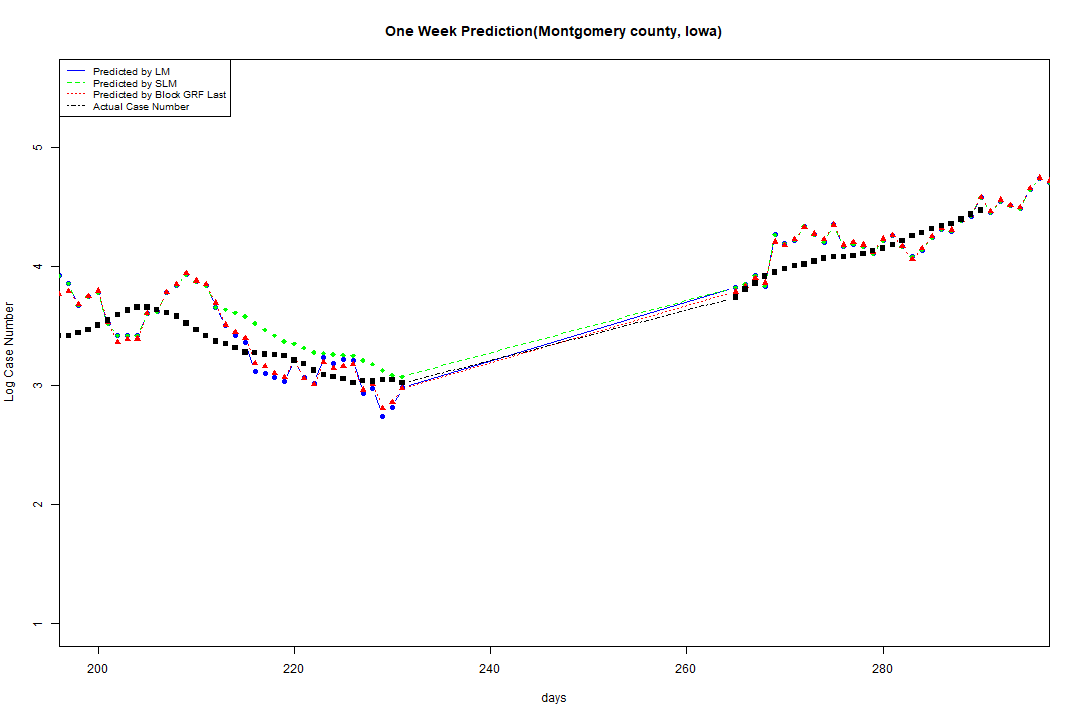 One Week Prediction(Montgomery county, Iowa)
Predicted by LM
Predicted by SLM
Predicted by Block GRF Last
Actual Case Number
5
4
3
2
1
Log Case Number
200 220 240 260 280
days